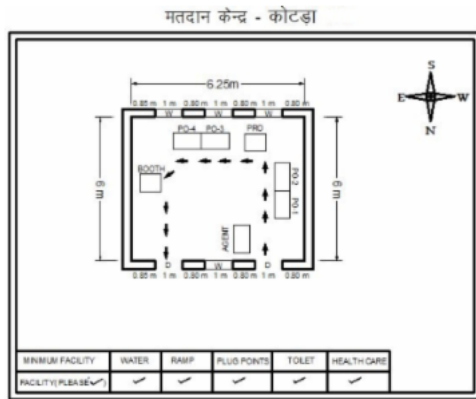 मतदान केन्द्र - कोटड़ा
S
E W
N
6.25m
0.85 m 1 m 0.80 m 1 m 0.80 m 1 m 0.80 m
W W W
PO-4 PO-3 PRO
BOOTH
PO-2
PO-1
6 m 6 m
AGENT
D W D
0.85 m 1 m 0.80 m 1 m 0.80 m 1 m 0.80 m
MINIMUM FACILITY WATER RAMP PLUG POINTS TOILET HEALTH CARE
FACILITY(PLEASE ✓) ✓ ✓ ✓ ✓ ✓